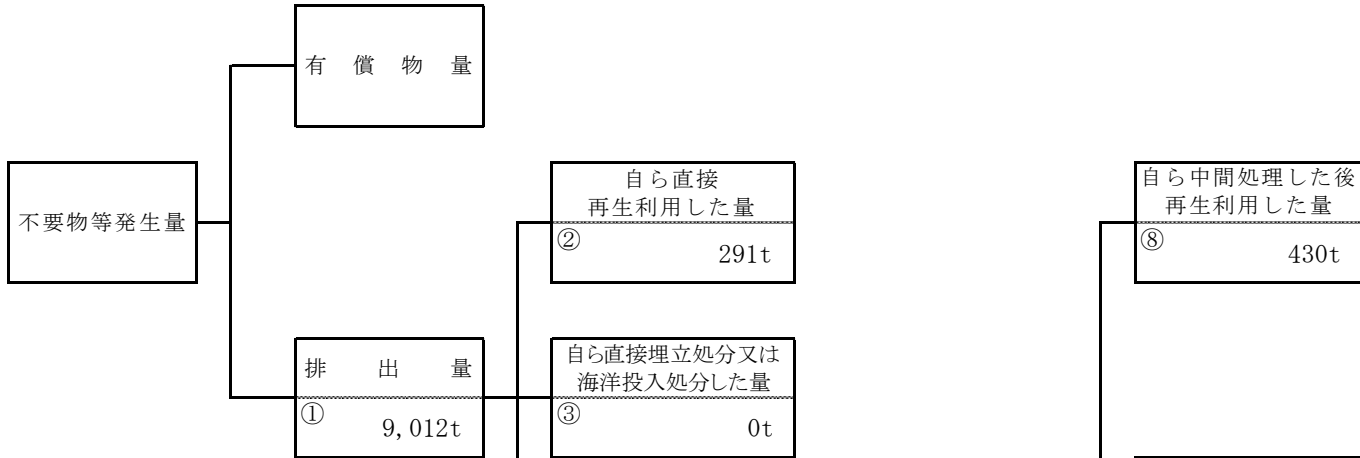 有償物量
不要物等発生量
自ら直接
再生利用した量
② 291t
自ら中間処理した後
再生利用した量
⑧ 430t
排出量
① 9,012t
自ら直接埋立処分又は
海洋投入処分した量
③ 0t